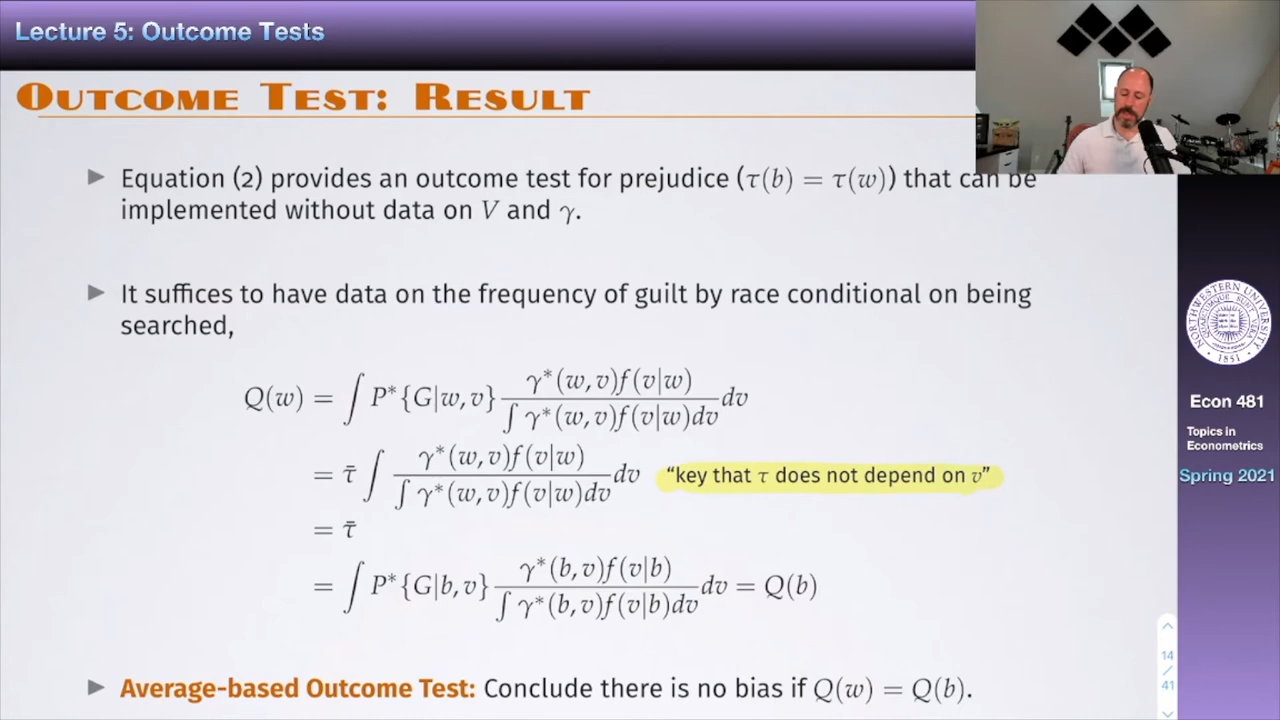 Lecture 5: Outcome Tests
OUTCOME TEST: RESULT
▶ Equation (2) provides an outcome test for prejudice (τ(b) = τ(w)) that can be
implemented without data on V and γ.
▶ It suffices to have data on the frequency of guilt by race conditional on being
searched,
Q(w) = ∫ P*{G|w, v} γ*(w, v)f(v|w) / ∫ γ*(w, v)f(v|w)dv dv
= τ̄ ∫ γ*(w, v)f(v|w) / ∫ γ*(w, v)f(v|w)dv dv “key that τ does not depend on v”
= τ̄
= ∫ P*{G|b, v} γ*(b, v)f(v|b) / ∫ γ*(b, v)f(v|b)dv dv = Q(b)
▶ Average-based Outcome Test: Conclude there is no bias if Q(w) = Q(b).
NORTHWESTERN UNIVERSITY
1851
Econ 481
Topics in
Econometrics
Spring 2021
14
/
41